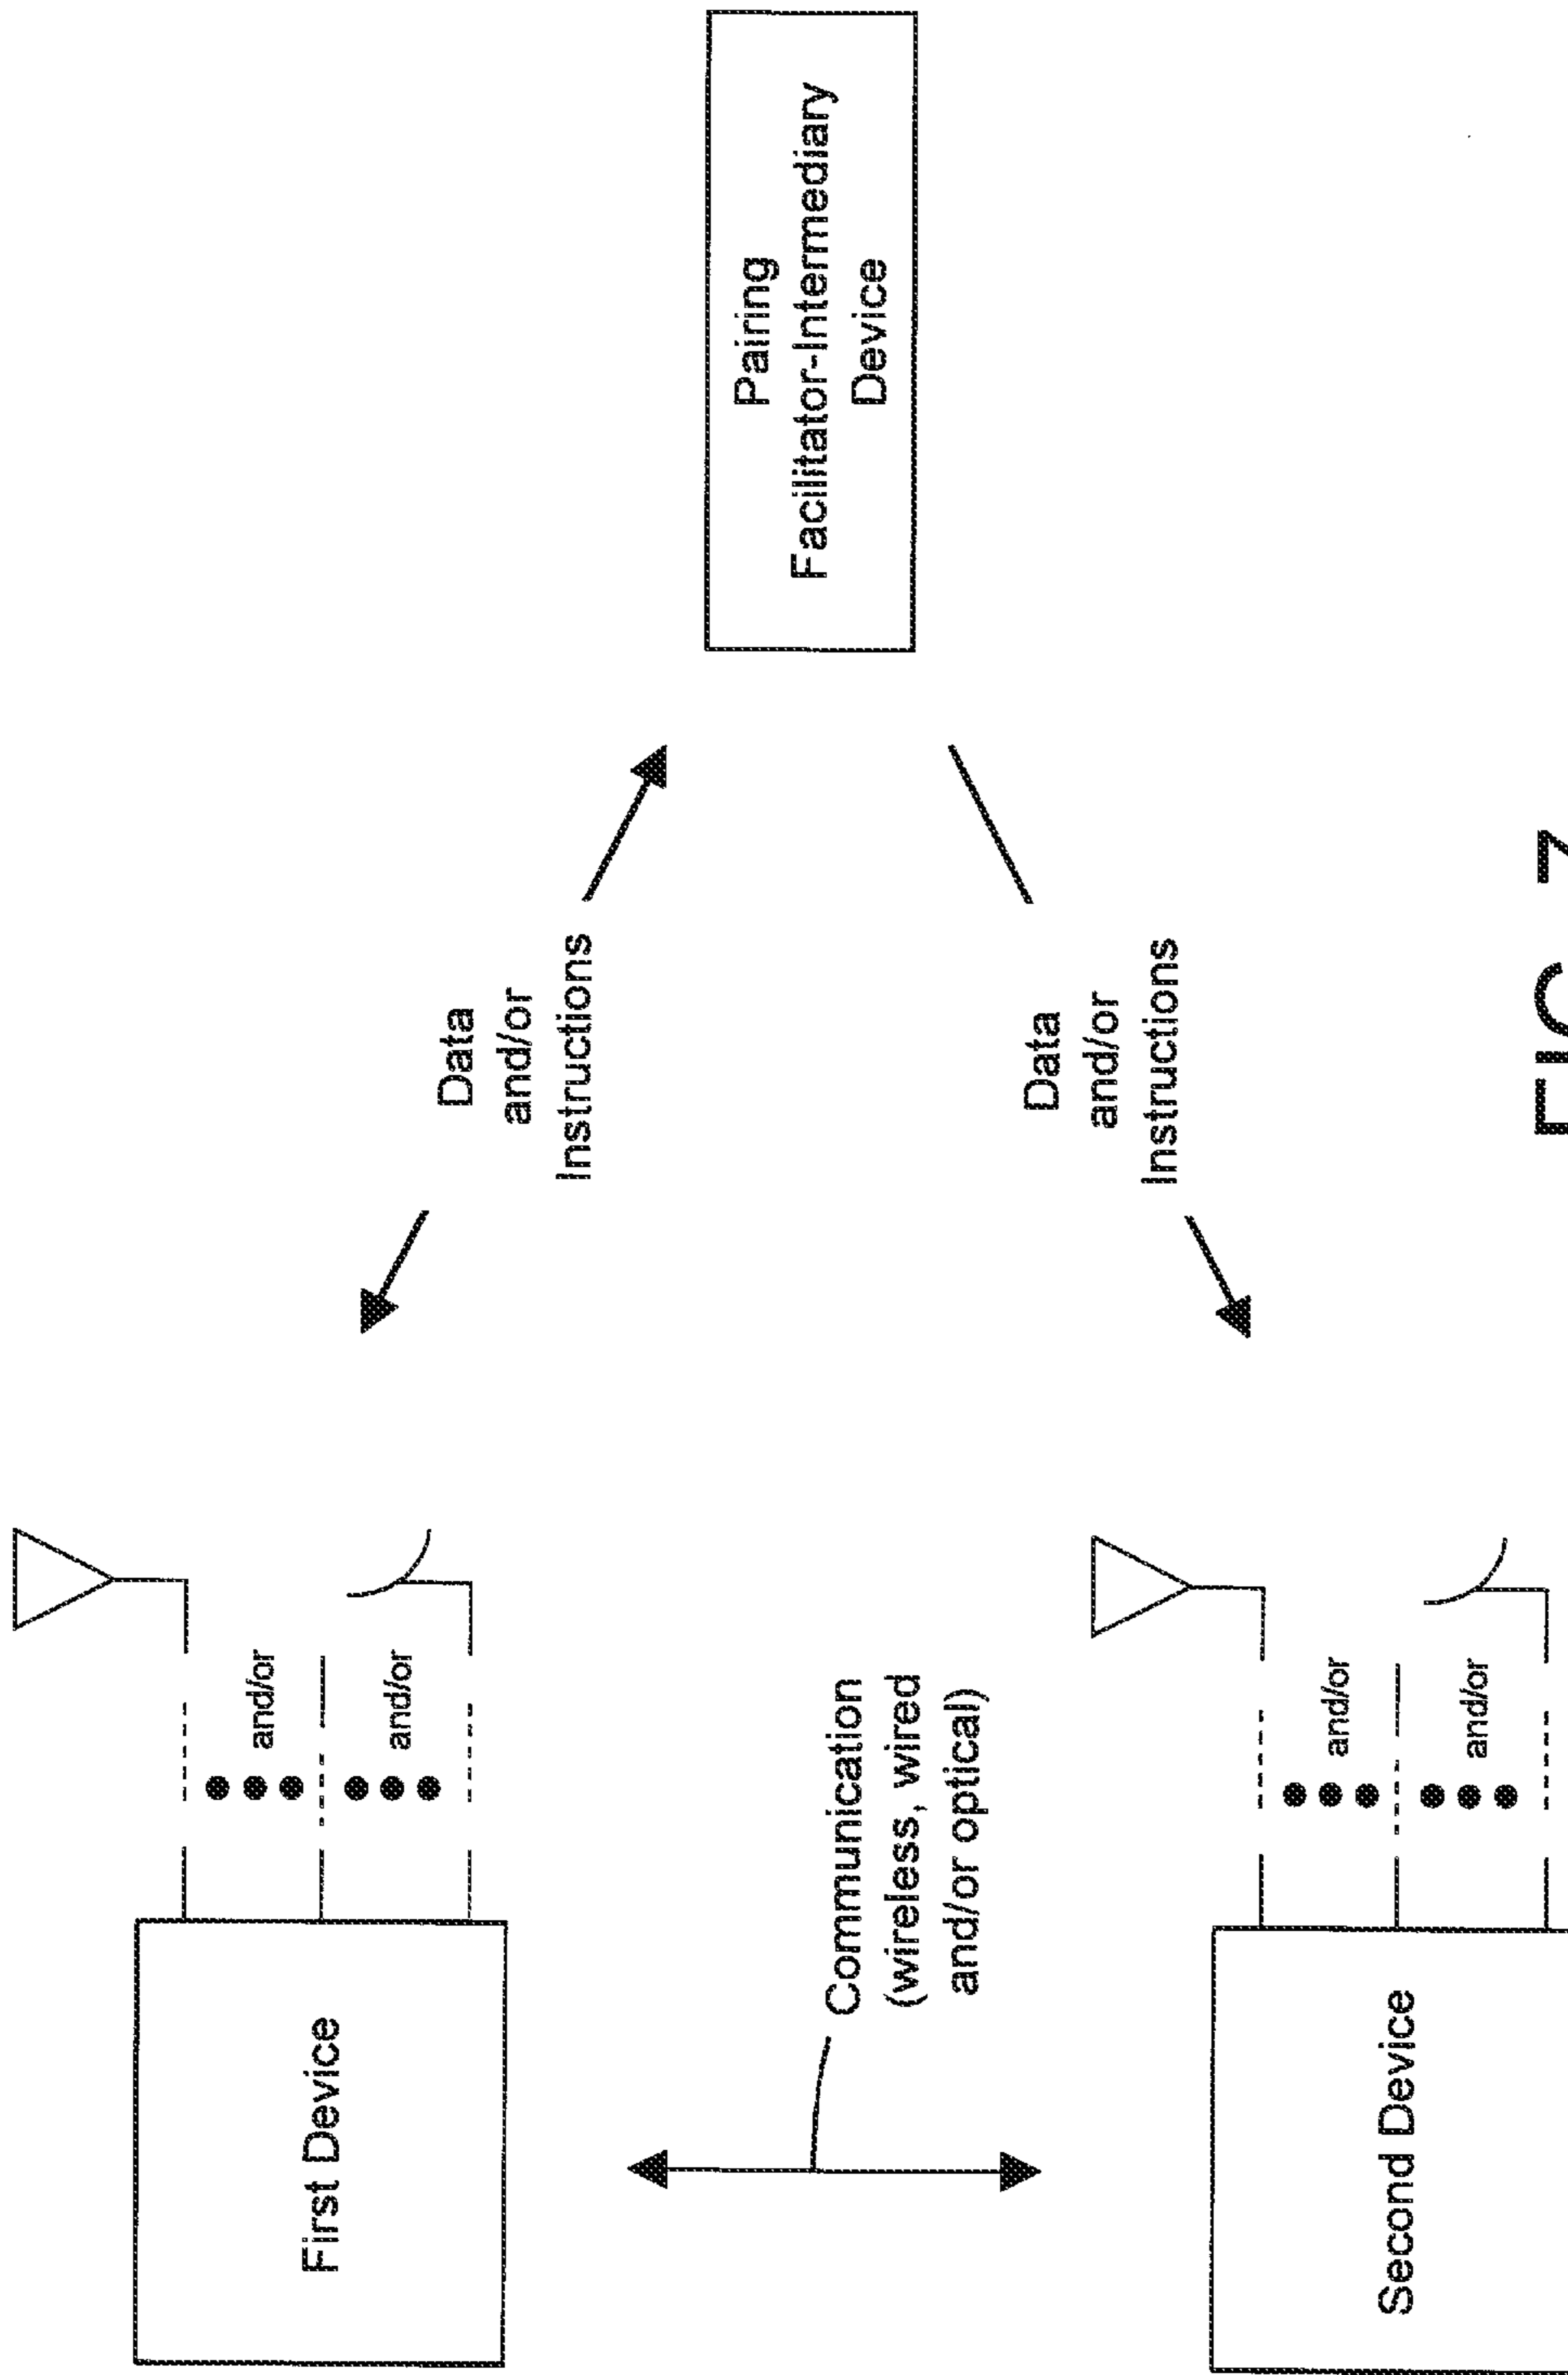 First Device
and/or
and/or
Data
and/or
Instructions
Pairing
Facilitator-Intermediary
Device
Communication
(wireless, wired
and/or optical)
Data
and/or
Instructions
Second Device
and/or
and/or